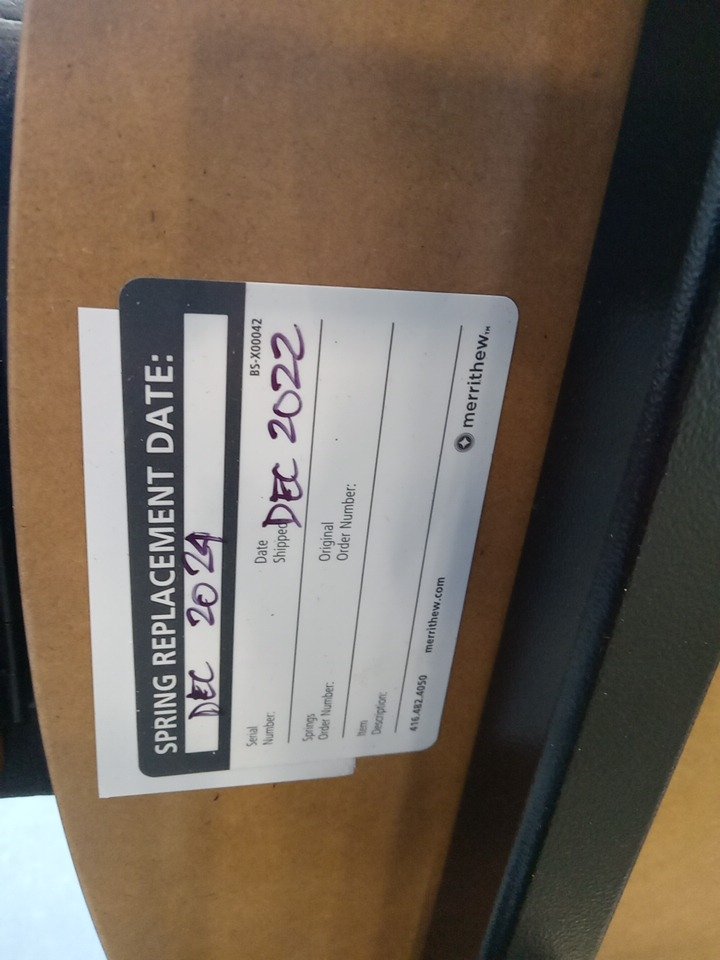 SPRING REPLACEMENT DATE:
DEC 2024
BS-X00042
Serial
Number:
Date
Shipped
DEC 2022
Springs
Order Number:
Original
Order Number:
Item
Description:
416.482.4050
merrithew.com
merrithew™